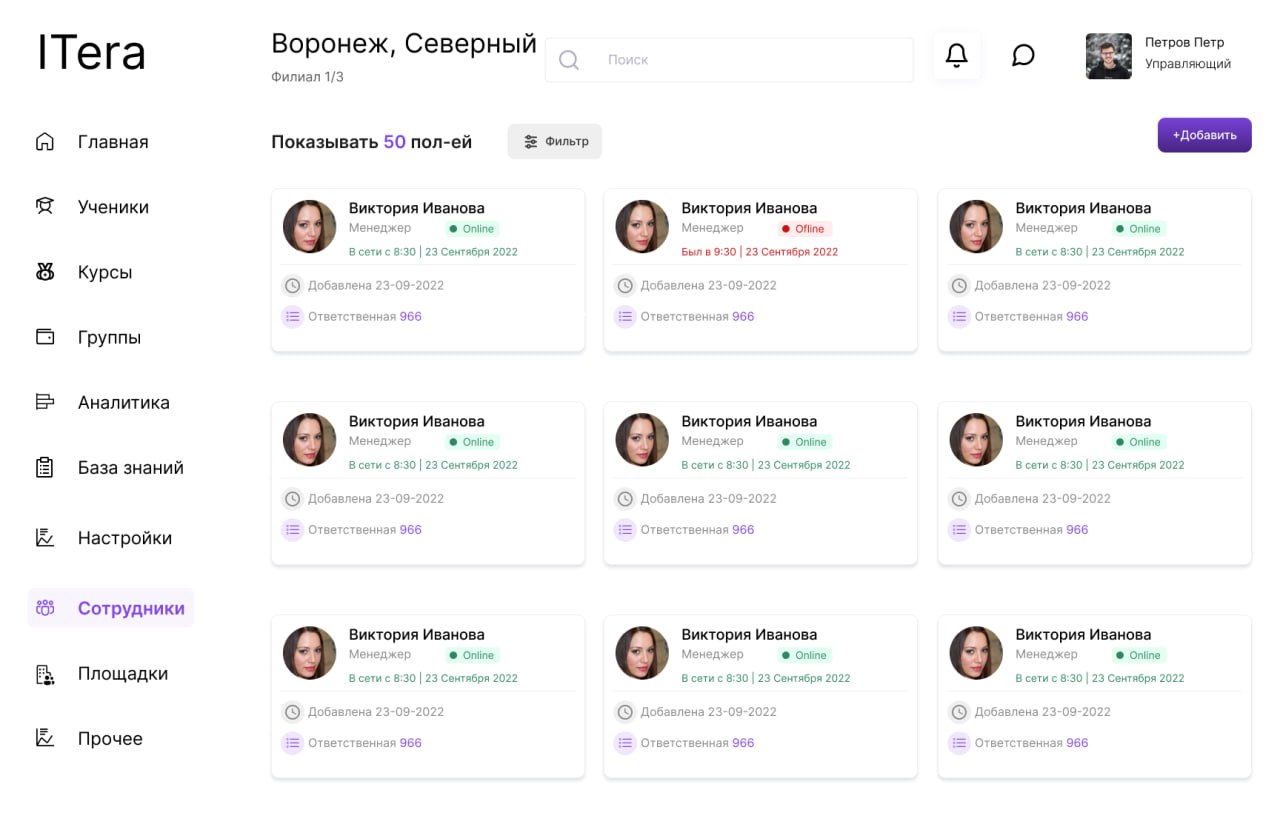 ITera
Воронеж, Северный
Филиал 1/3
Поиск
Петров Петр
Управляющий
Главная
Ученики
Курсы
Группы
Аналитика
База знаний
Настройки
Сотрудники
Площадки
Прочее
Показывать 50 пол-ей
Фильтр
+Добавить
Виктория Иванова
Менеджер
Online
В сети с 8:30 | 23 Сентября 2022
Добавлена 23-09-2022
Ответственная 966
Виктория Иванова
Менеджер
Ofline
Был в 9:30 | 23 Сентября 2022
Добавлена 23-09-2022
Ответственная 966
Виктория Иванова
Менеджер
Online
В сети с 8:30 | 23 Сентября 2022
Добавлена 23-09-2022
Ответственная 966
Виктория Иванова
Менеджер
Online
В сети с 8:30 | 23 Сентября 2022
Добавлена 23-09-2022
Ответственная 966
Виктория Иванова
Менеджер
Online
В сети с 8:30 | 23 Сентября 2022
Добавлена 23-09-2022
Ответственная 966
Виктория Иванова
Менеджер
Online
В сети с 8:30 | 23 Сентября 2022
Добавлена 23-09-2022
Ответственная 966
Виктория Иванова
Менеджер
Online
В сети с 8:30 | 23 Сентября 2022
Добавлена 23-09-2022
Ответственная 966
Виктория Иванова
Менеджер
Online
В сети с 8:30 | 23 Сентября 2022
Добавлена 23-09-2022
Ответственная 966
Виктория Иванова
Менеджер
Online
В сети с 8:30 | 23 Сентября 2022
Добавлена 23-09-2022
Ответственная 966